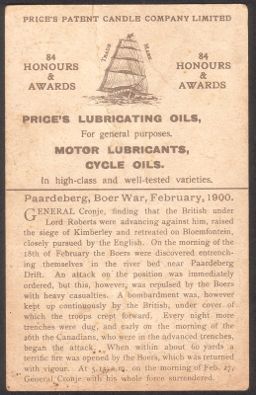 PRICE'S PATENT CANDLE COMPANY LIMITED
TRADE MARK
84
HONOURS
&
AWARDS
84
HONOURS
&
AWARDS
PRICE'S LUBRICATING OILS,
For general purposes.
MOTOR LUBRICANTS,
CYCLE OILS.
In high-class and well-tested varieties.
Paardeberg, Boer War, February, 1900.
GENERAL Cronje, finding that the British under
Lord Roberts were advancing against him, raised
the siege of Kimberley and retreated on Bloemfontein,
closely pursued by the English. On the morning of the
18th of February the Boers were discovered entrench-
ing themselves in the river bed near Paardeberg
Drift. An attack on the position was immediately
ordered, but this, however, was repulsed by the Boers
with heavy casualties. A bombardment was, however
kept up continuously by the British, under cover of
which the troops crept forward. Every night more
trenches were dug, and early on the morning of the
26th the Canadians, who were in the advanced trenches,
began the attack. When within about 60 yards a
terrific fire was opened by the Boers, which was returned
with vigour. At 5.15 a.m. on the morning of Feb. 27,
General Cronje with his whole force surrendered.